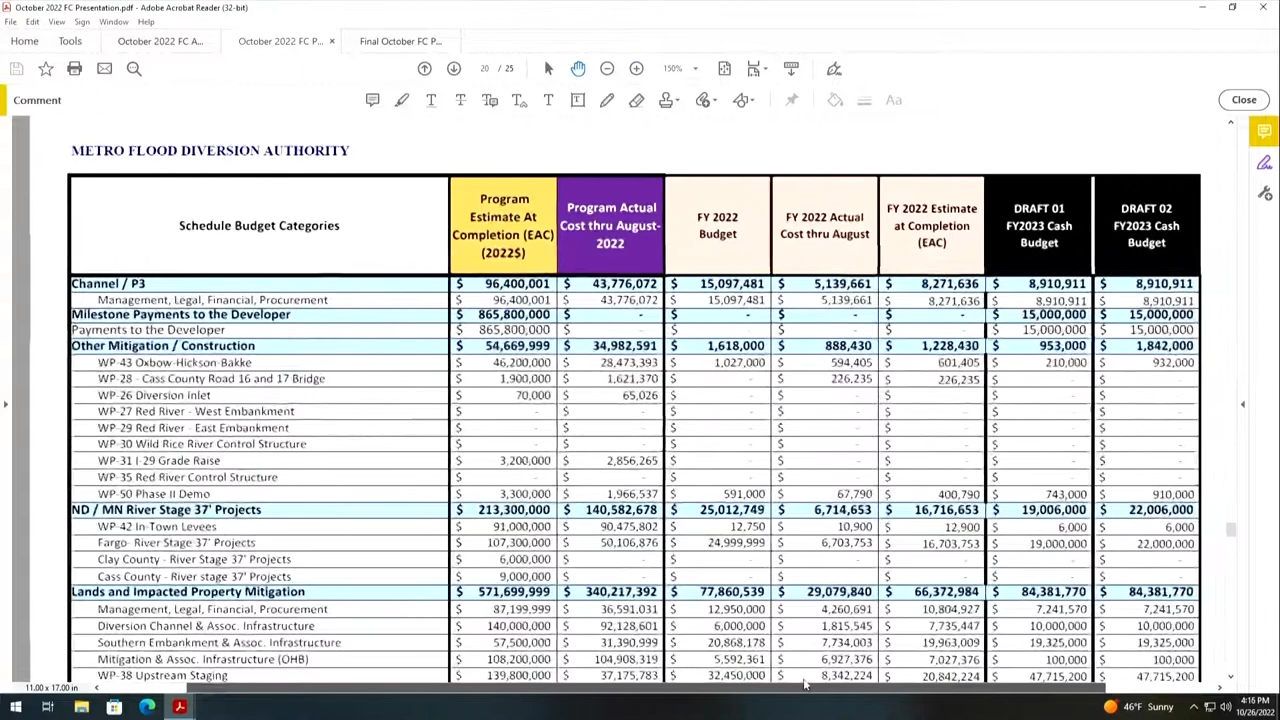 October 2022 FC Presentation.pdf - Adobe Acrobat Reader (32-bit)
File Edit View Sign Window Help
Home Tools October 2022 FC A... October 2022 FC P... × Final October FC P...
20 / 25 150%
Comment Close
METRO FLOOD DIVERSION AUTHORITY
Schedule Budget Categories
Program Estimate At Completion (EAC) (2022$)
Program Actual Cost thru August-2022
FY 2022 Budget
FY 2022 Actual Cost thru August
FY 2022 Estimate at Completion (EAC)
DRAFT 01 FY2023 Cash Budget
DRAFT 02 FY2023 Cash Budget
Channel / P3 $ 96,400,001 $ 43,776,072 $ 15,097,481 $ 5,139,661 $ 8,271,636 $ 8,910,911 $ 8,910,911
Management, Legal, Financial, Procurement $ 96,400,001 $ 43,776,072 $ 15,097,481 $ 5,139,661 $ 8,271,636 $ 8,910,911 $ 8,910,911
Milestone Payments to the Developer $ 865,800,000 $ - $ - $ - $ - $ 15,000,000 $ 15,000,000
Payments to the Developer $ 865,800,000 $ - $ - $ - $ - $ 15,000,000 $ 15,000,000
Other Mitigation / Construction $ 54,669,999 $ 34,982,591 $ 1,618,000 $ 888,430 $ 1,228,430 $ 953,000 $ 1,842,000
WP-43 Oxbow-Hickson-Bakke $ 46,200,000 $ 28,473,393 $ 1,027,000 $ 594,405 $ 601,405 $ 210,000 $ 932,000
WP-28 - Cass County Road 16 and 17 Bridge $ 1,900,000 $ 1,621,370 $ - $ 226,235 $ 226,235 $ - $ -
WP-26 Diversion Inlet $ 70,000 $ 65,026 $ - $ - $ - $ - $ -
WP-27 Red River - West Embankment $ - $ - $ - $ - $ - $ - $ -
WP-29 Red River - East Embankment $ - $ - $ - $ - $ - $ - $ -
WP-30 Wild Rice River Control Structure $ - $ - $ - $ - $ - $ - $ -
WP-31 I-29 Grade Raise $ 3,200,000 $ 2,856,265 $ - $ - $ - $ - $ -
WP-35 Red River Control Structure $ - $ - $ - $ - $ - $ - $ -
WP-50 Phase II Demo $ 3,300,000 $ 1,966,537 $ 591,000 $ 67,790 $ 400,790 $ 743,000 $ 910,000
ND / MN River Stage 37' Projects $ 213,300,000 $ 140,582,678 $ 25,012,749 $ 6,714,653 $ 16,716,653 $ 19,006,000 $ 22,006,000
WP-42 In-Town Levees $ 91,000,000 $ 90,475,802 $ 12,750 $ 10,900 $ 12,900 $ 6,000 $ 6,000
Fargo- River Stage 37' Projects $ 107,300,000 $ 50,106,876 $ 24,999,999 $ 6,703,753 $ 16,703,753 $ 19,000,000 $ 22,000,000
Clay County - River Stage 37' Projects $ 6,000,000 $ - $ - $ - $ - $ - $ -
Cass County - River stage 37' Projects $ 9,000,000 $ - $ - $ - $ - $ - $ -
Lands and Impacted Property Mitigation $ 571,699,999 $ 340,217,392 $ 77,860,539 $ 29,079,840 $ 66,372,984 $ 84,381,770 $ 84,381,770
Management, Legal, Financial, Procurement $ 87,199,999 $ 36,591,031 $ 12,950,000 $ 4,260,691 $ 10,804,927 $ 7,241,570 $ 7,241,570
Diversion Channel & Assoc. Infrastructure $ 140,000,000 $ 92,128,601 $ 6,000,000 $ 1,815,545 $ 7,735,447 $ 10,000,000 $ 10,000,000
Southern Embankment & Assoc. Infrastructure $ 57,500,000 $ 31,390,999 $ 20,868,178 $ 7,734,003 $ 19,963,009 $ 19,325,000 $ 19,325,000
Mitigation & Assoc. Infrastructure (OHB) $ 108,200,000 $ 104,908,319 $ 5,592,361 $ 6,927,376 $ 7,027,376 $ 100,000 $ 100,000
WP-38 Upstream Staging $ 139,800,000 $ 37,175,783 $ 32,450,000 $ 8,342,224 $ 20,842,224 $ 47,715,200 $ 47,715,200
11.00 x 17.00 in
46°F Sunny 4:16 PM
10/26/2022